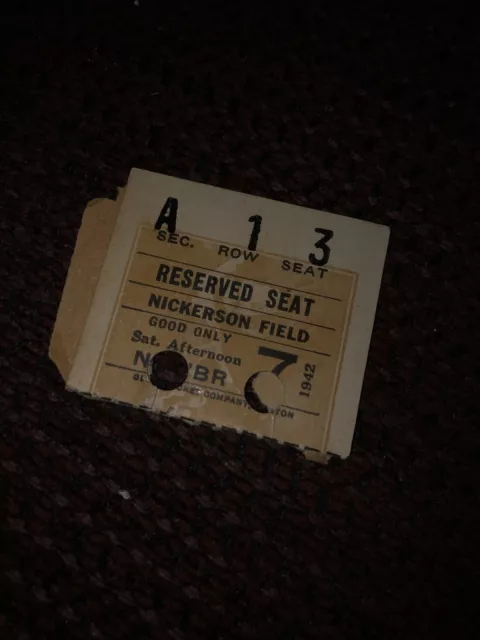 A 1 3
SEC. ROW SEAT
RESERVED SEAT
NICKERSON FIELD
GOOD ONLY
Sat. Afternoon
7
1942